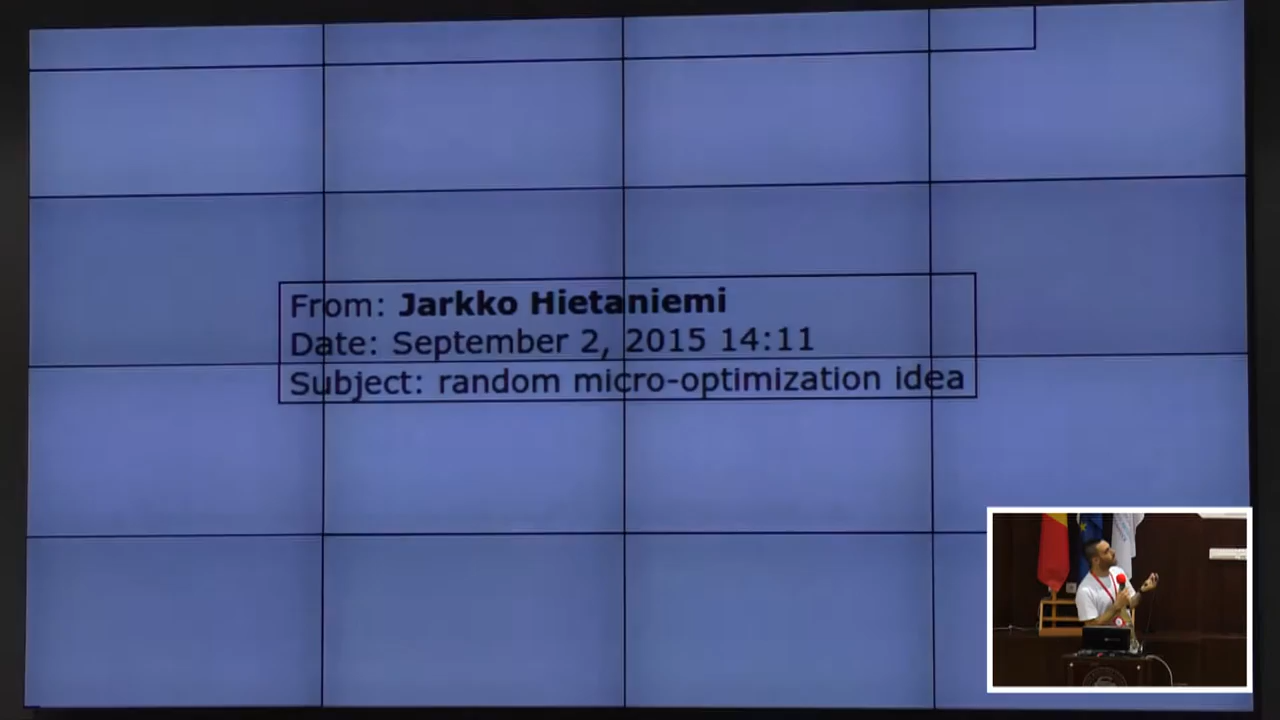 From: Jarkko Hietaniemi
Date: September 2, 2015 14:11
Subject: random micro-optimization idea